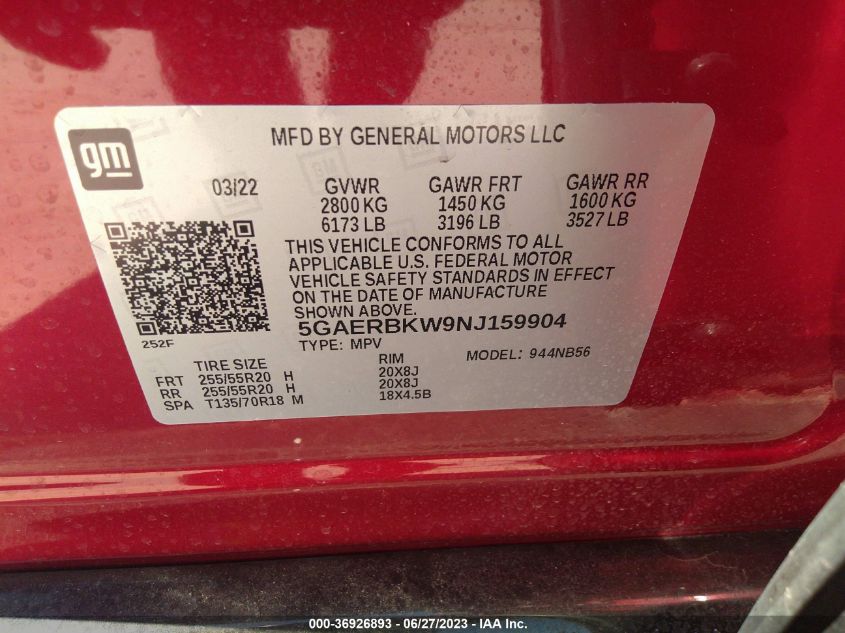 gm
MFD BY GENERAL MOTORS LLC
03/22 GVWR GAWR FRT GAWR RR
2800 KG 1450 KG 1600 KG
6173 LB 3196 LB 3527 LB
THIS VEHICLE CONFORMS TO ALL
APPLICABLE U.S. FEDERAL MOTOR
VEHICLE SAFETY STANDARDS IN EFFECT
ON THE DATE OF MANUFACTURE
SHOWN ABOVE.
252F
5GAERBKW9NJ159904
TYPE: MPV MODEL: 944NB56
TIRE SIZE RIM
FRT 255/55R20 H 20X8J
RR 255/55R20 H 20X8J
SPA T135/70R18 M 18X4.5B
000-36926893 - 06/27/2023 - IAA Inc.